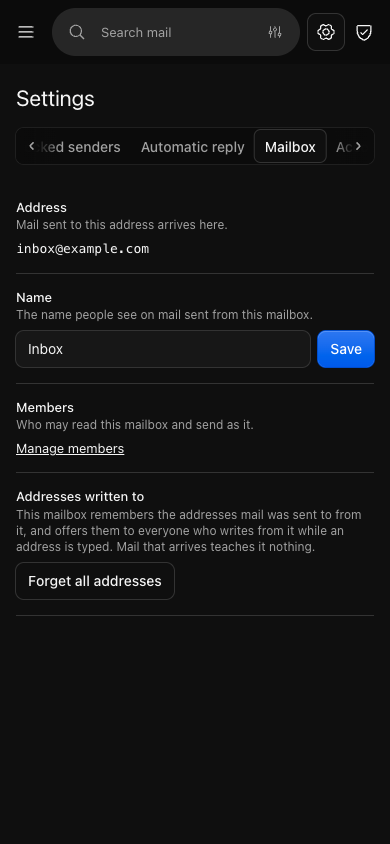 Search mail
Settings
ked senders Automatic reply Mailbox Ac
Address
Mail sent to this address arrives here.
inbox@example.com
Name
The name people see on mail sent from this mailbox.
Inbox Save
Members
Who may read this mailbox and send as it.
Manage members
Addresses written to
This mailbox remembers the addresses mail was sent to from
it, and offers them to everyone who writes from it while an
address is typed. Mail that arrives teaches it nothing.
Forget all addresses